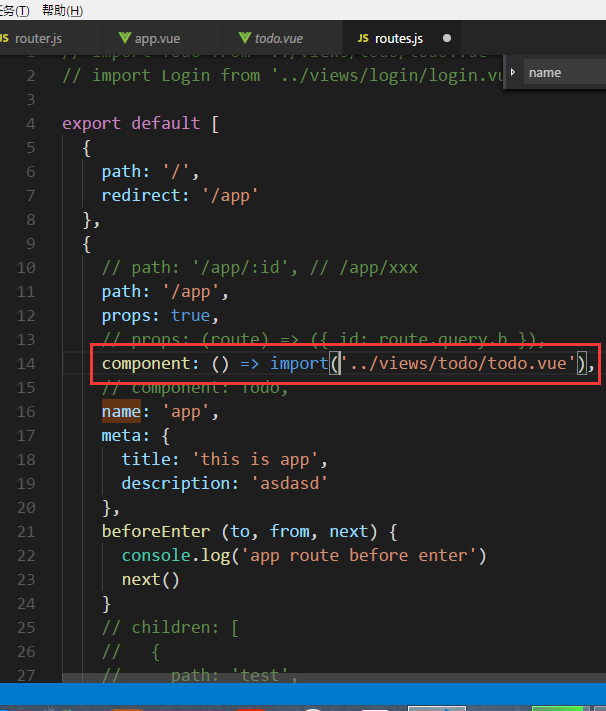 任务(T) 帮助(H)
JS router.js app.vue todo.vue JS routes.js
name
1 // import Todo from '../views/todo/todo.vue'
2 // import Login from '../views/login/login.vu
3
4 export default [
5 {
6 path: '/',
7 redirect: '/app'
8 },
9 {
10 // path: '/app/:id', // /app/xxx
11 path: '/app',
12 props: true,
13 // props: (route) => ({ id: route.query.b }),
14 component: () => import('../views/todo/todo.vue'),
15 // component: Todo,
16 name: 'app',
17 meta: {
18 title: 'this is app',
19 description: 'asdasd'
20 },
21 beforeEnter (to, from, next) {
22 console.log('app route before enter')
23 next()
24 }
25 // children: [
26 // {
27 // path: 'test',